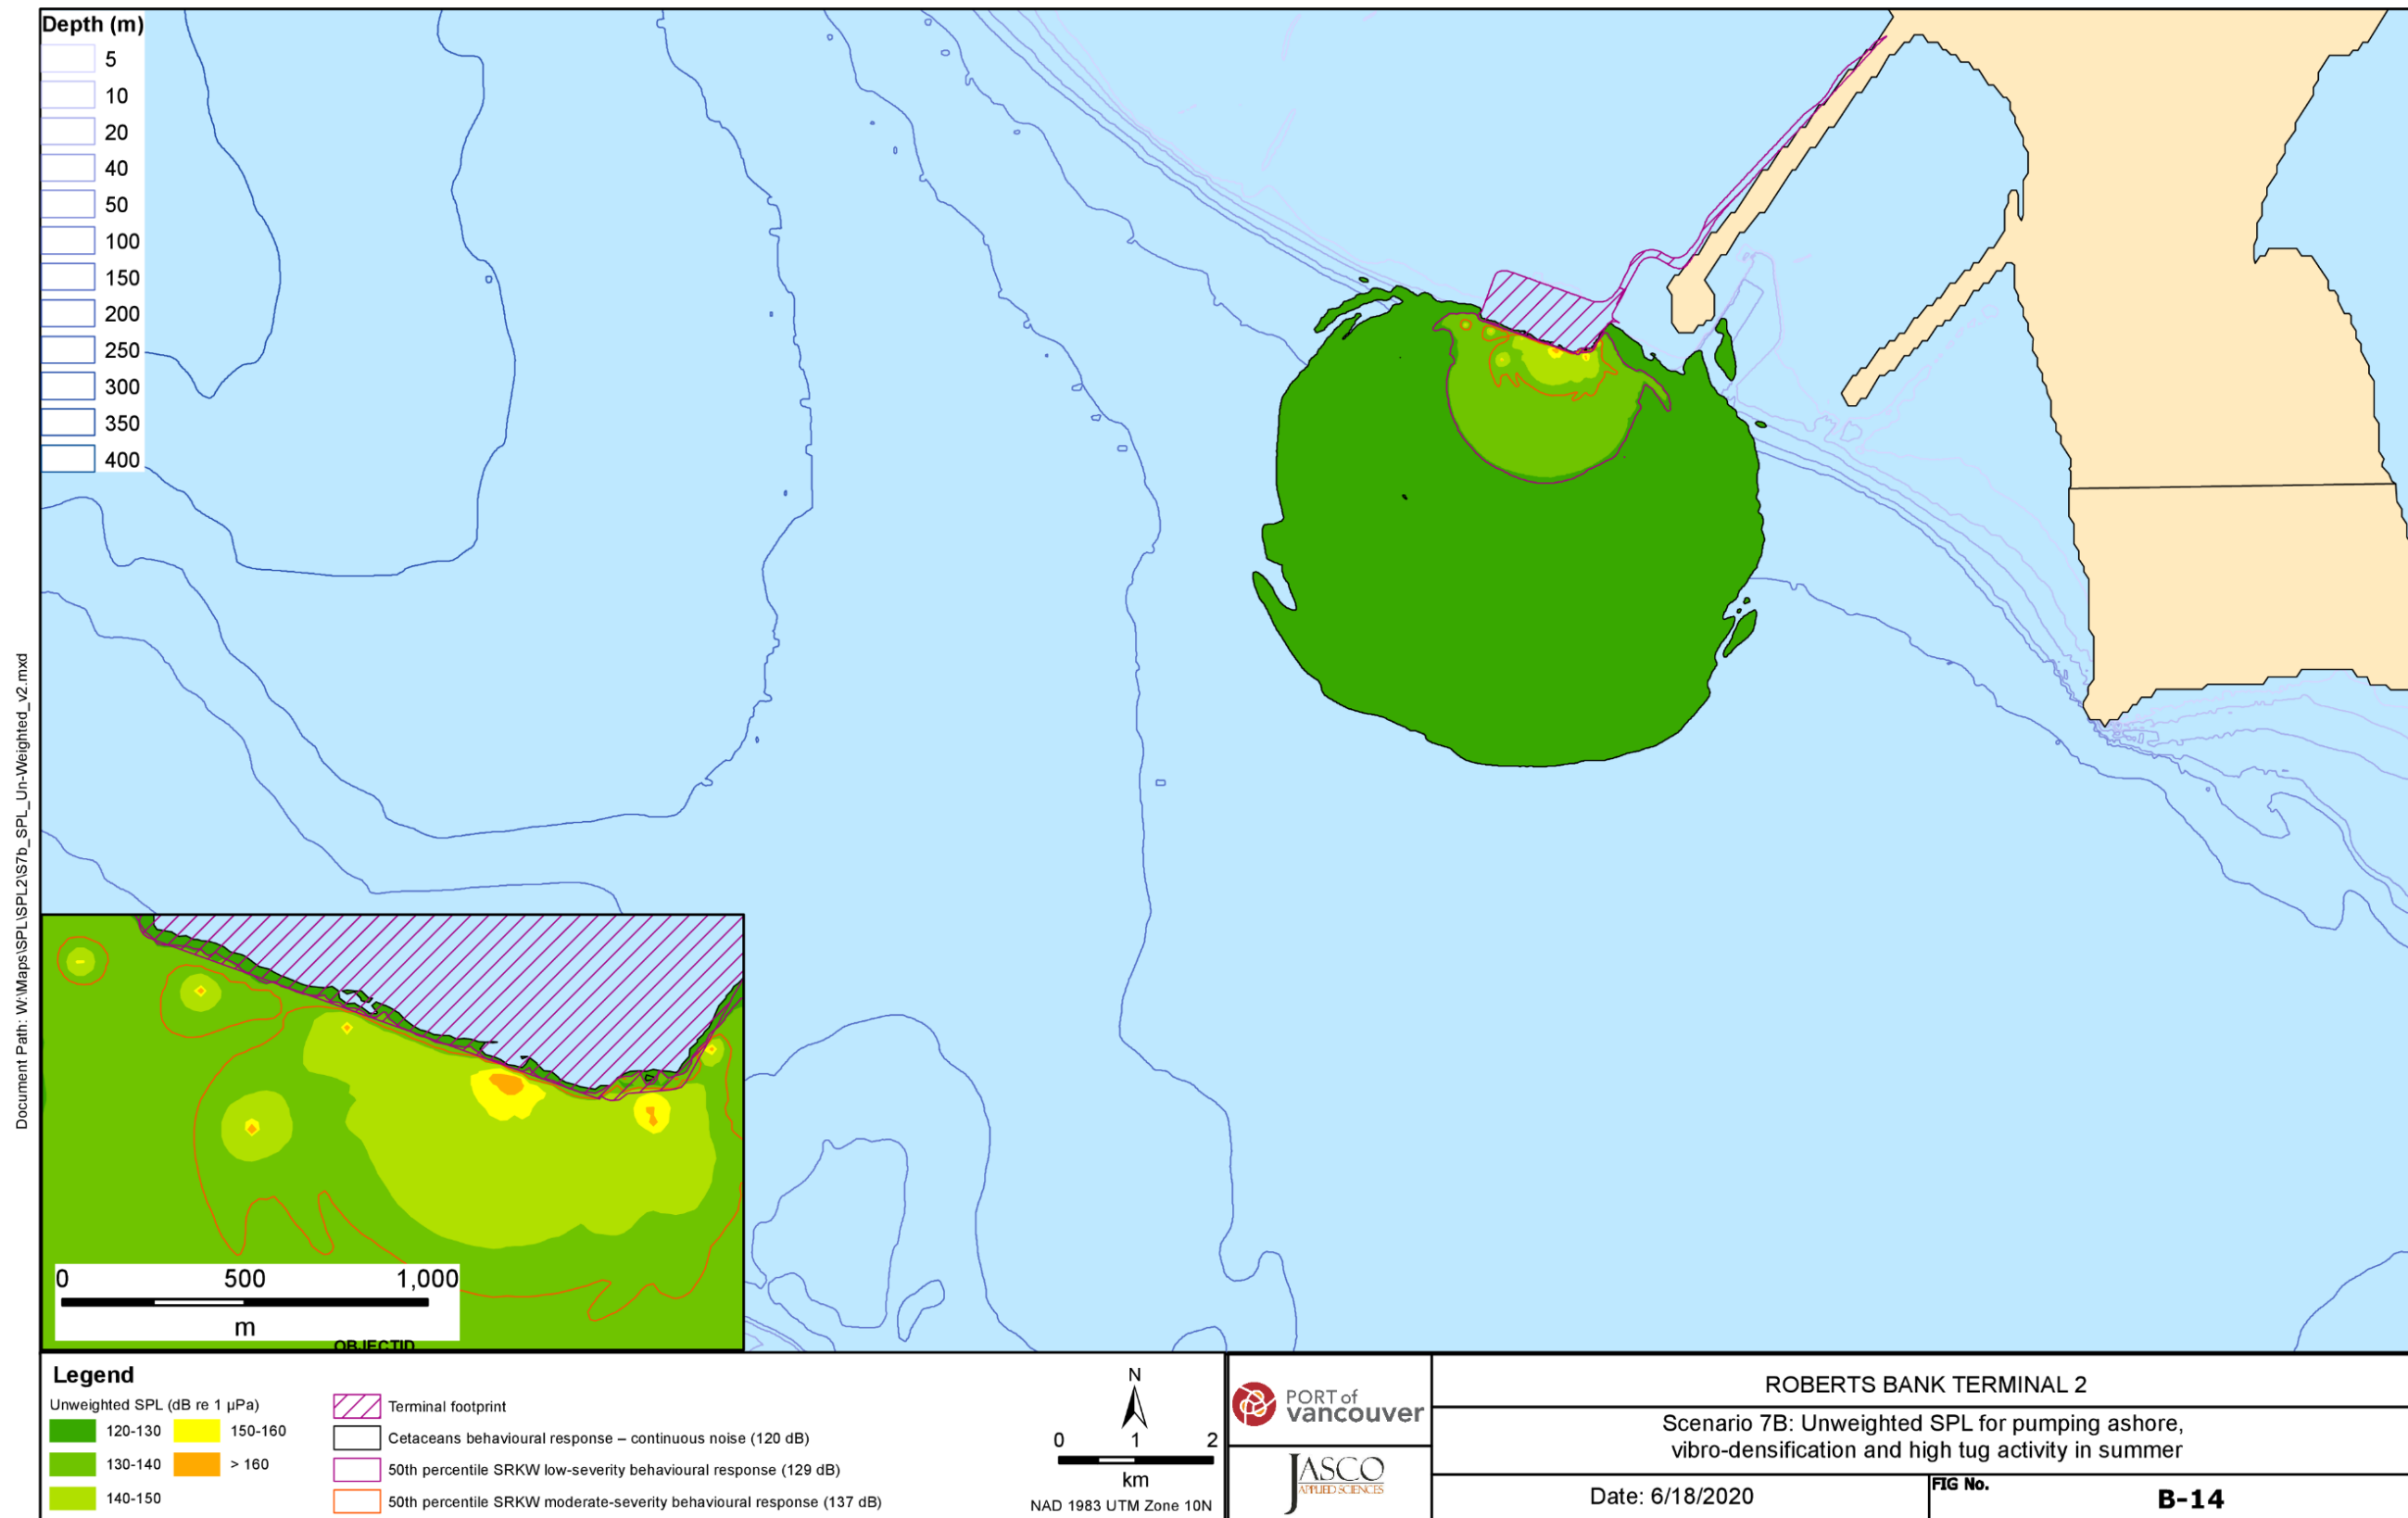 Depth (m)
5
10
20
40
50
100
150
200
250
300
350
400
Document Path: W:\Maps\SPL\SPL2\S7b_SPL_Un-Weighted_v2.mxd
0 500 1,000
m
OBJECTID
Legend
Unweighted SPL (dB re 1 µPa)
120-130
130-140
140-150
150-160
> 160
Terminal footprint
Cetaceans behavioural response – continuous noise (120 dB)
50th percentile SRKW low-severity behavioural response (129 dB)
50th percentile SRKW moderate-severity behavioural response (137 dB)
N
0 1 2
km
NAD 1983 UTM Zone 10N
PORT of
vancouver
JASCO
APPLIED SCIENCES
ROBERTS BANK TERMINAL 2
Scenario 7B: Unweighted SPL for pumping ashore,
vibro-densification and high tug activity in summer
Date: 6/18/2020
FIG No.
B-14